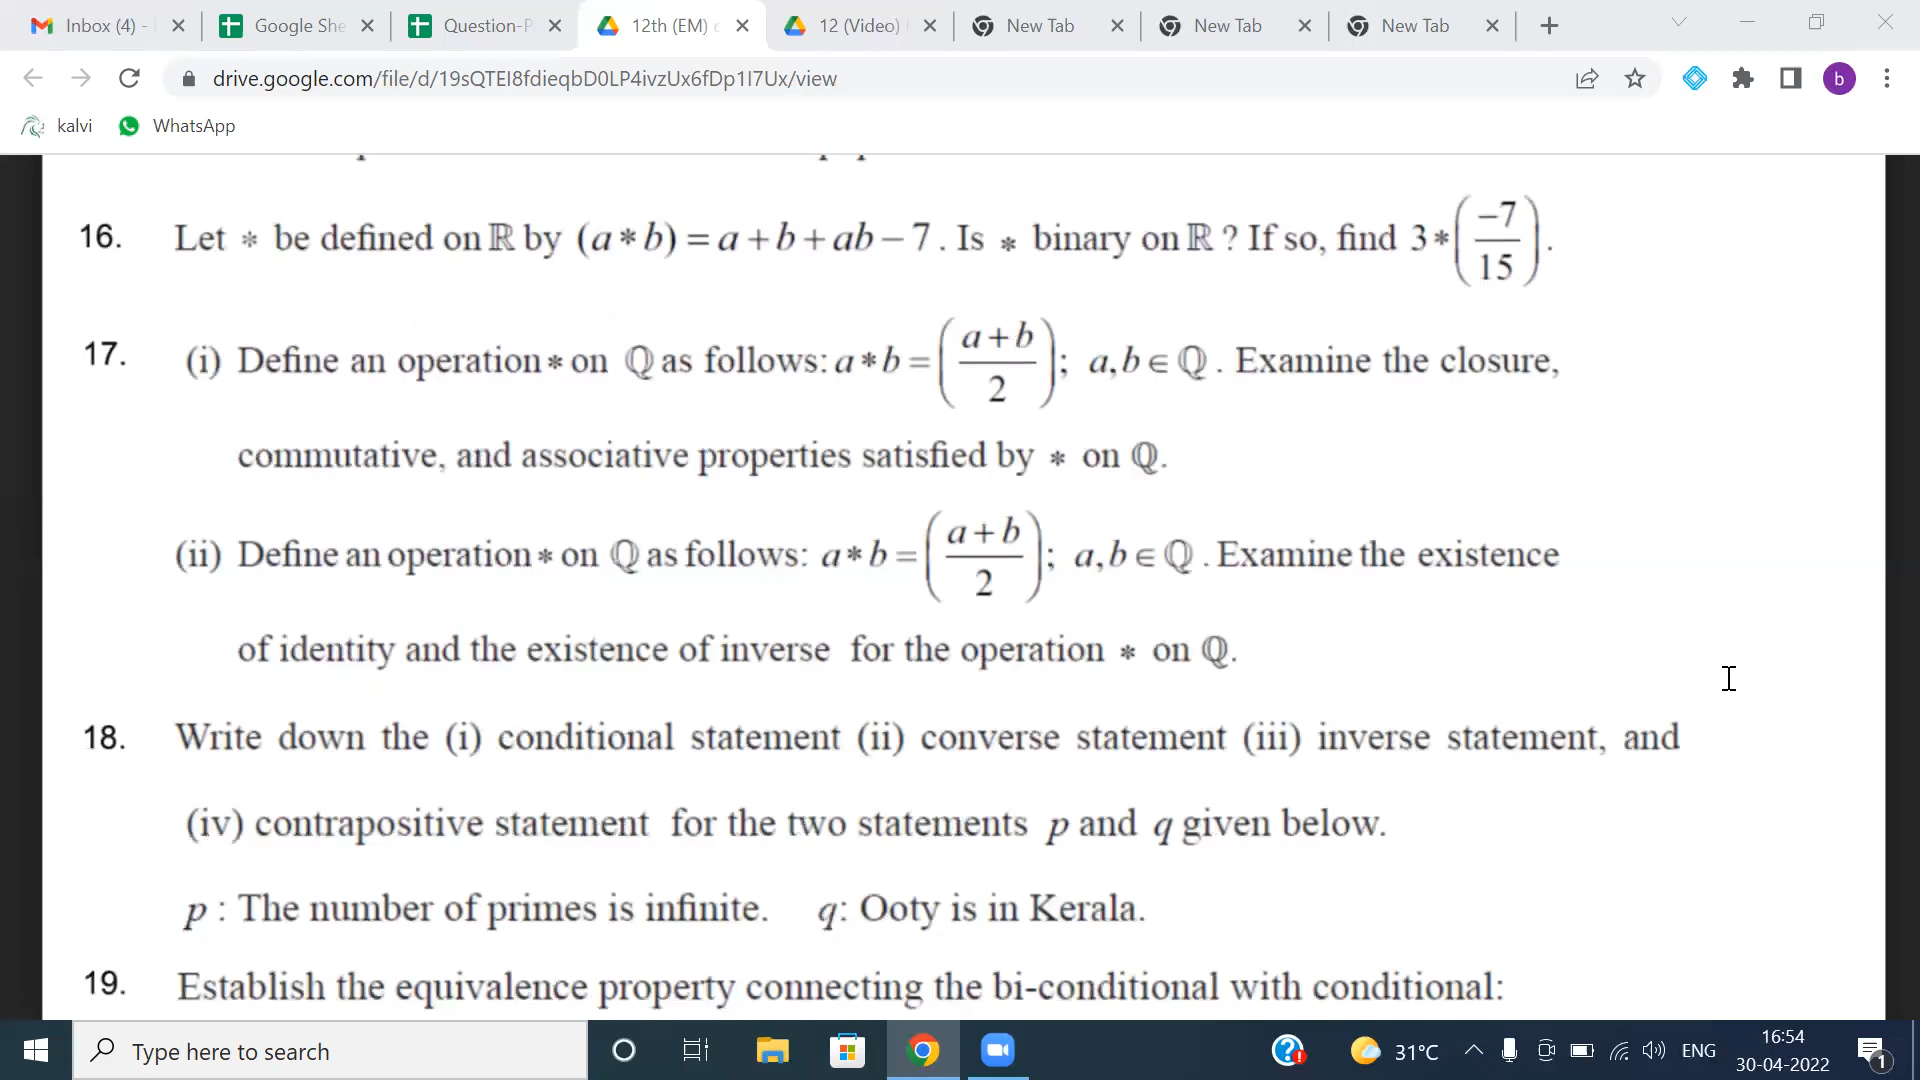 Inbox (4) -
Google She
Question-P
12th (EM)
12 (Video)
New Tab
New Tab
New Tab
drive.google.com/file/d/19sQTEI8fdieqbD0LP4ivzUx6fDp1I7Ux/view
b
kalvi
WhatsApp
16. Let * be defined on ℝ by (a * b) = a + b + ab − 7 . Is * binary on ℝ ? If so, find 3 * (−7/15) .
17. (i) Define an operation * on ℚ as follows: a * b = (a + b / 2); a, b ∈ ℚ . Examine the closure,
commutative, and associative properties satisfied by * on ℚ.
(ii) Define an operation * on ℚ as follows: a * b = (a + b / 2); a, b ∈ ℚ . Examine the existence
of identity and the existence of inverse for the operation * on ℚ.
18. Write down the (i) conditional statement (ii) converse statement (iii) inverse statement, and
(iv) contrapositive statement for the two statements p and q given below.
p : The number of primes is infinite. q: Ooty is in Kerala.
19. Establish the equivalence property connecting the bi-conditional with conditional:
Type here to search
31°C
ENG
16:54
30-04-2022
1